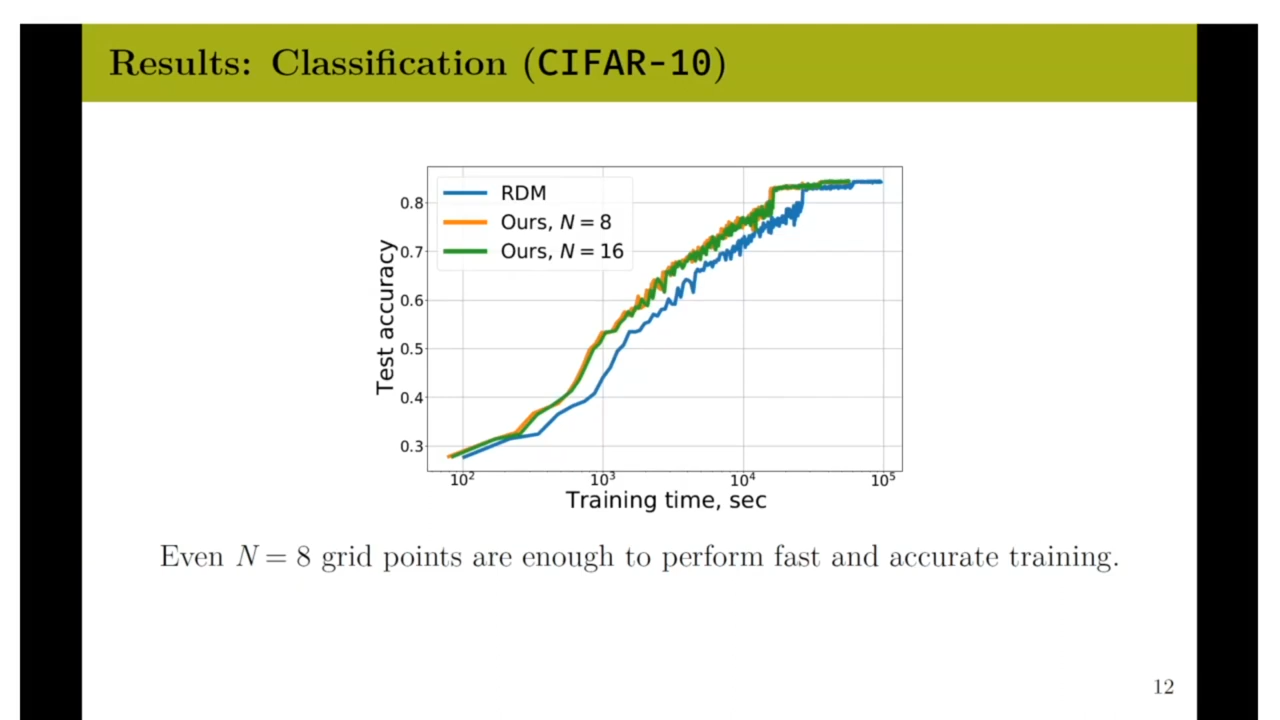 Results: Classification (CIFAR-10)
RDM
Ours, N = 8
Ours, N = 16
Test accuracy
0.8
0.7
0.6
0.5
0.4
0.3
10² 10³ 10⁴ 10⁵
Training time, sec
Even N = 8 grid points are enough to perform fast and accurate training.
12